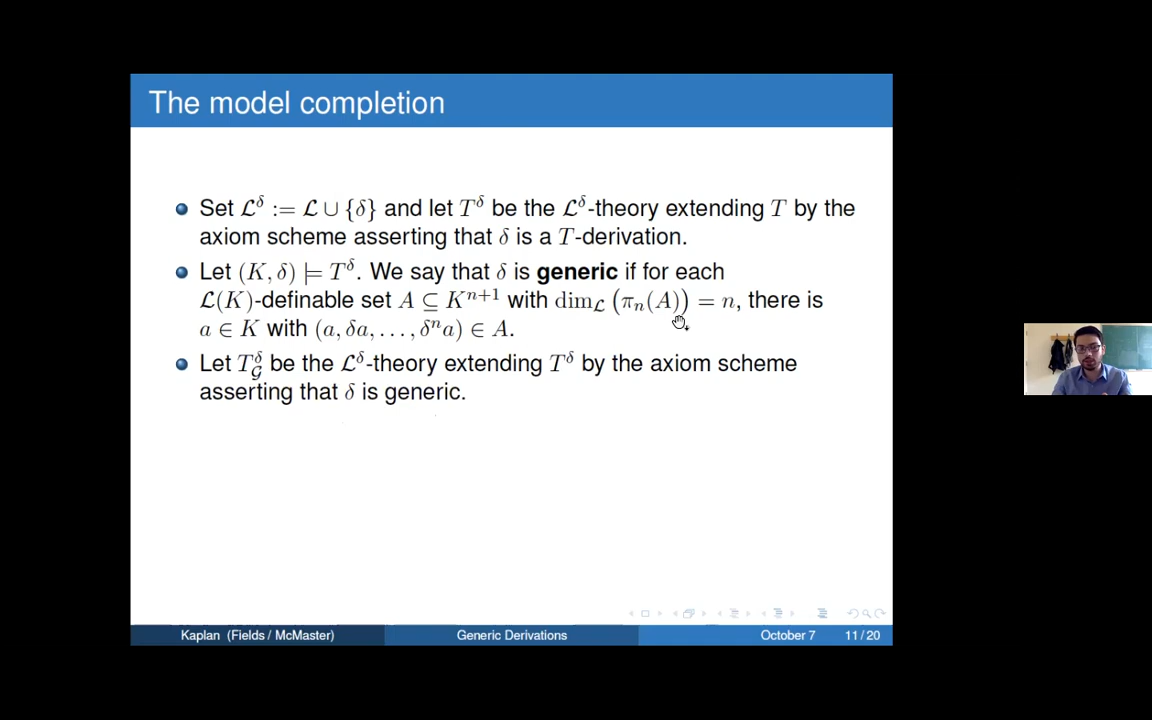 The model completion
Set $\mathcal{L}^\delta := \mathcal{L} \cup \{\delta\}$ and let $T^\delta$ be the $\mathcal{L}^\delta$-theory extending $T$ by the
axiom scheme asserting that $\delta$ is a $T$-derivation.
Let $(K, \delta) \models T^\delta$. We say that $\delta$ is generic if for each
$\mathcal{L}(K)$-definable set $A \subseteq K^{n+1}$ with $\dim_{\mathcal{L}} (\pi_n(A)) = n$, there is
$a \in K$ with $(a, \delta a, \ldots, \delta^n a) \in A$.
Let $T^\delta_{\mathcal{G}}$ be the $\mathcal{L}^\delta$-theory extending $T^\delta$ by the axiom scheme
asserting that $\delta$ is generic.
Kaplan (Fields / McMaster)
Generic Derivations
October 7
11 / 20